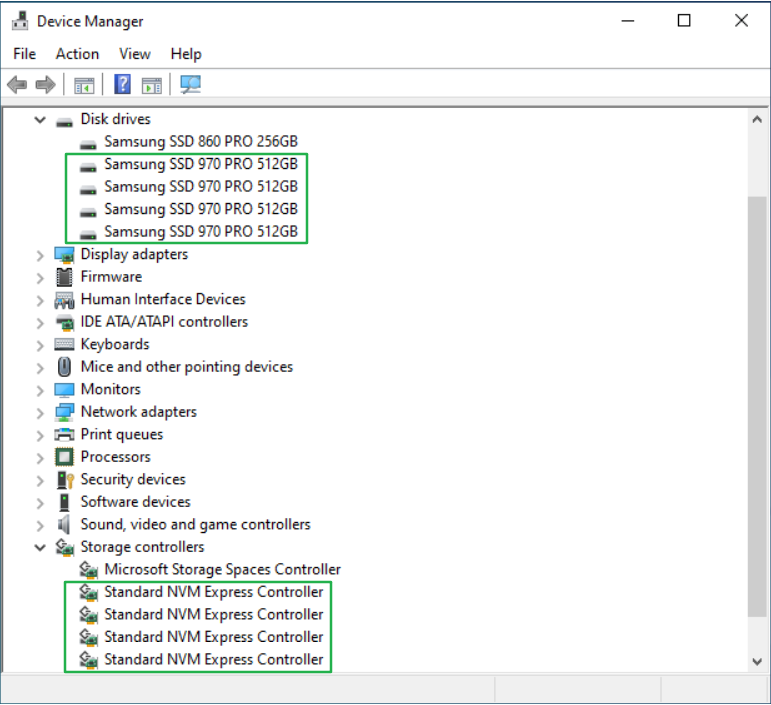 Device Manager
File Action View Help
Disk drives
Samsung SSD 860 PRO 256GB
Samsung SSD 970 PRO 512GB
Samsung SSD 970 PRO 512GB
Samsung SSD 970 PRO 512GB
Samsung SSD 970 PRO 512GB
Display adapters
Firmware
Human Interface Devices
IDE ATA/ATAPI controllers
Keyboards
Mice and other pointing devices
Monitors
Network adapters
Print queues
Processors
Security devices
Software devices
Sound, video and game controllers
Storage controllers
Microsoft Storage Spaces Controller
Standard NVM Express Controller
Standard NVM Express Controller
Standard NVM Express Controller
Standard NVM Express Controller